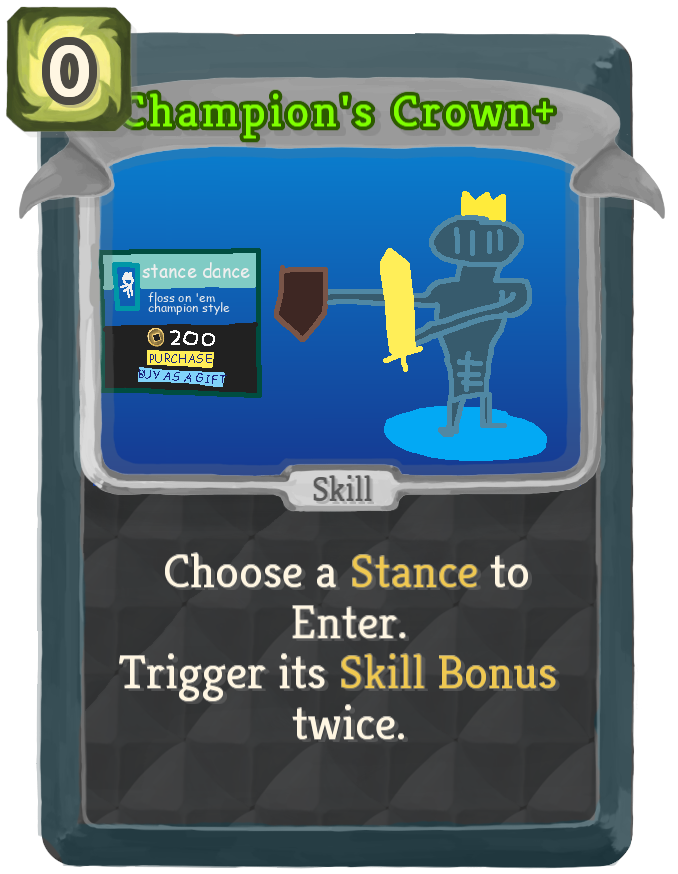 0
Champion's Crown+
stance dance
floss on 'em
champion style
200
PURCHASE
BUY AS A GIFT
Skill
Choose a Stance to
Enter.
Trigger its Skill Bonus
twice.